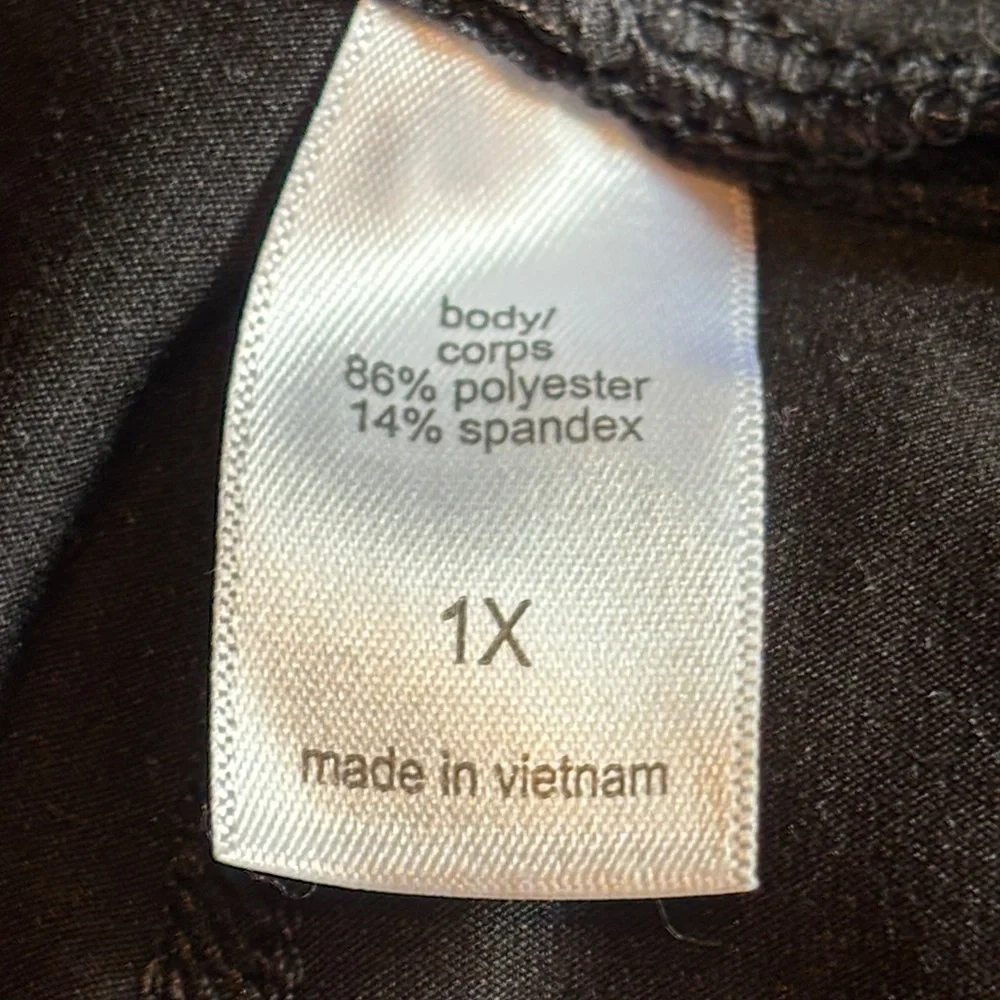 body/
corps
86% polyester
14% spandex
1X
made in vietnam